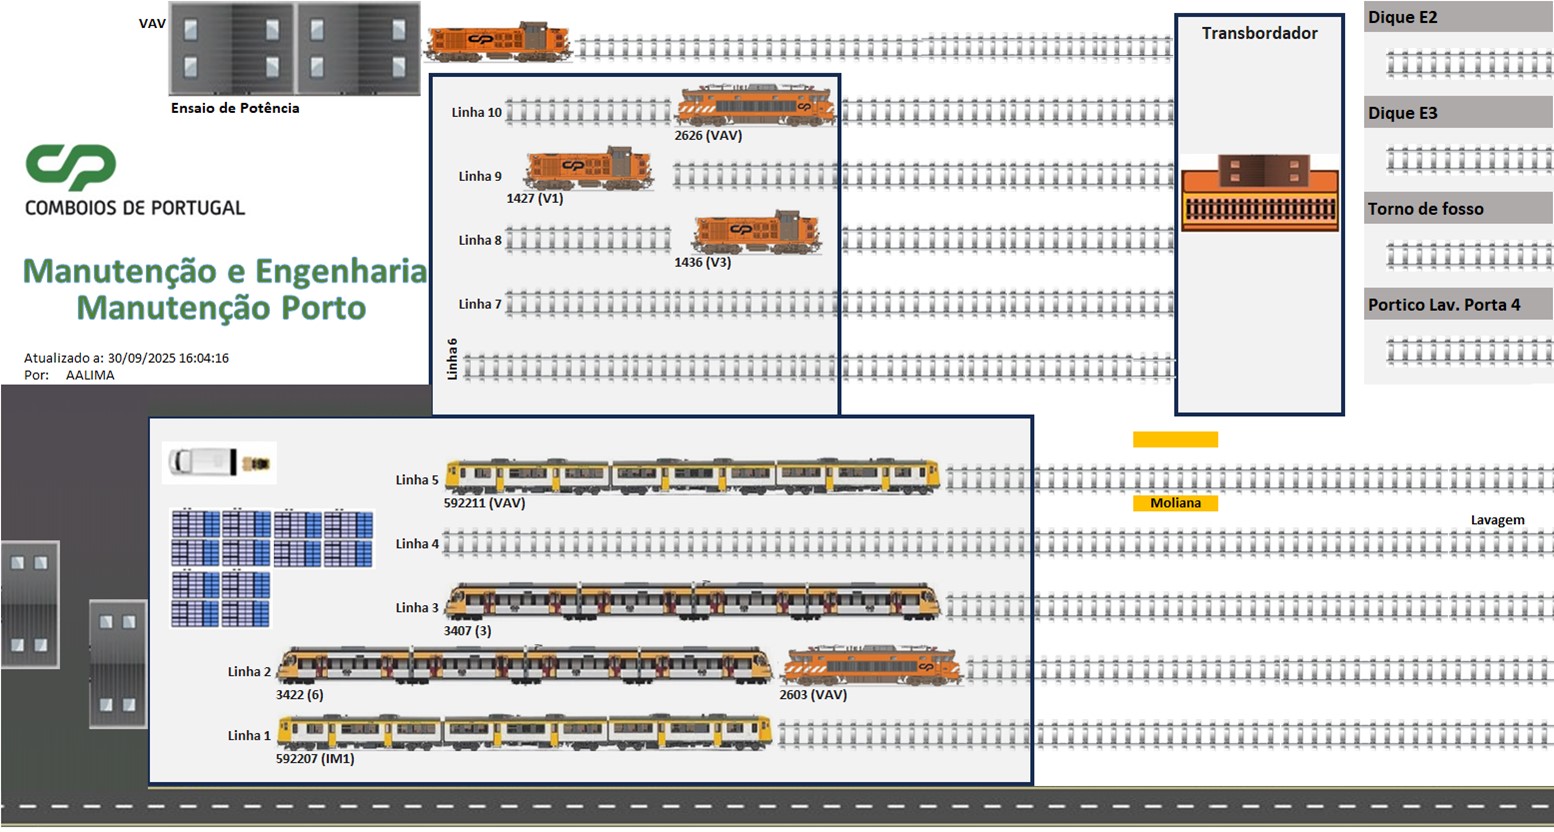 VAV
Ensaio de Potência
CP
COMBOIOS DE PORTUGAL
Manutenção e Engenharia
Manutenção Porto
Atualizado a: 30/09/2025 16:04:16
Por: AALIMA
Linha 10
2626 (VAV)
Linha 9
1427 (V1)
Linha 8
1436 (V3)
Linha 7
Linha6
Transbordador
Dique E2
Dique E3
Torno de fosso
Portico Lav. Porta 4
Linha 5
592211 (VAV)
Moliana
Lavagem
Linha 4
Linha 3
3407 (3)
Linha 2
3422 (6)
2603 (VAV)
Linha 1
592207 (IM1)